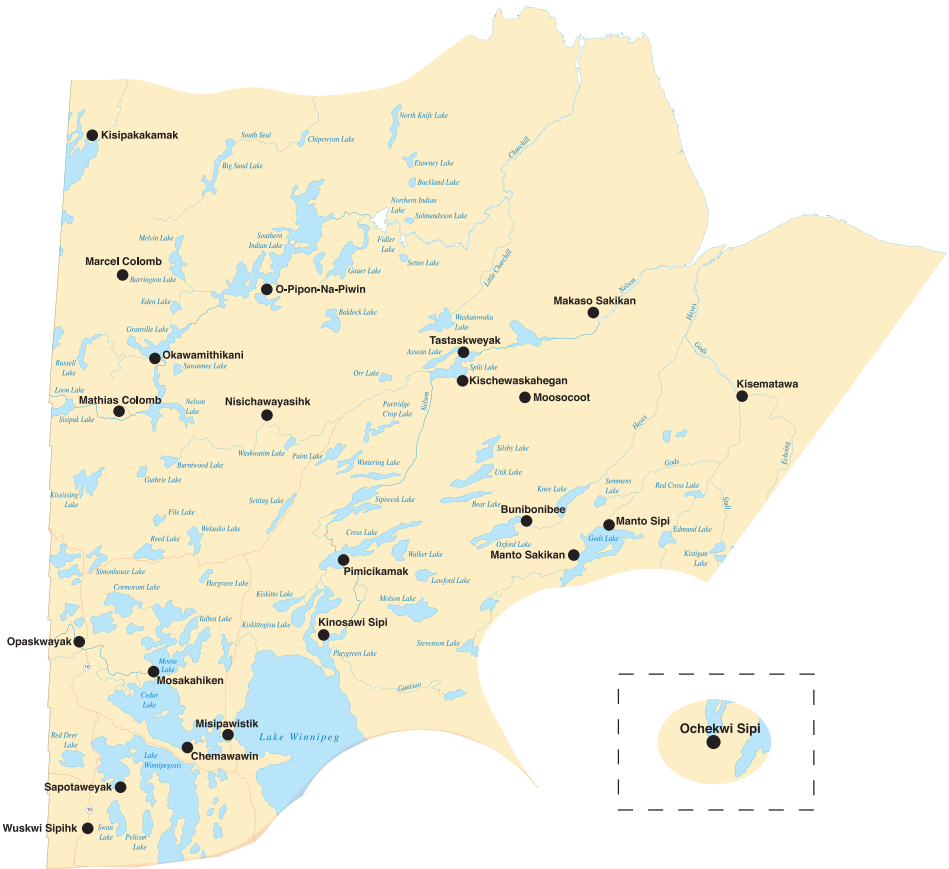 North Knife Lake
Kisipakakamak
South Seal
Chipewyan Lake
Churchill
Big Sand Lake
Etawney Lake
Buckland Lake
Northern Indian
Lake
Solmundsson Lake
Melvin Lake
Southern
Indian Lake
Fidler
Lake
Settee Lake
Marcel Colomb
Barrington Lake
Gauer Lake
Little Churchill
O-Pipon-Na-Piwin
Nelson
Eden Lake
Makaso Sakikan
Hayes
Baldock Lake
Waskaiowaka
Lake
Granville Lake
Tastaskweyak
Gods
Okawamithikani
Assean Lake
Russell
Lake
Suwannee Lake
Split Lake
Orr Lake
Kischewaskahegan
Kisematawa
Loon Lake
Mathias Colomb
Nelson
Lake
Nisichawayasihk
Partridge
Crop Lake
Nelson
Moosocoot
Sisipuk Lake
Hayes
Waskwatim Lake
Paint Lake
Silsby Lake
Echoing
Burntwood Lake
Wintering Lake
Gods
Guthrie Lake
Utik Lake
Kississing
Lake
Setting Lake
Sipiwesk Lake
Knee Lake
Semmens
Lake
Red Cross Lake
Stull
Bear Lake
File Lake
Bunibonibee
Wekusko Lake
Manto Sipi
Reed Lake
Cross Lake
Edmund Lake
Oxford Lake
Gods Lake
Walker Lake
Manto Sakikan
Kistigan
Lake
Pimicikamak
Simonhouse Lake
Hargrave Lake
Lawford Lake
Cormorant Lake
Kiskitto Lake
Molson Lake
Talbot Lake
Kiskittogisu Lake
Kinosawi Sipi
Opaskwayak
Stevenson Lake
Playgreen Lake
10
Moose
Lake
Mosakahiken
Gunisao
Cedar
Lake
Misipawistik
Ochekwi Sipi
Red Deer
Lake
Lake Winnipeg
Chemawawin
Lake
Winnipegosis
Sapotaweyak
10
Wuskwi Sipihk
Swan
Lake
Pelican
Lake